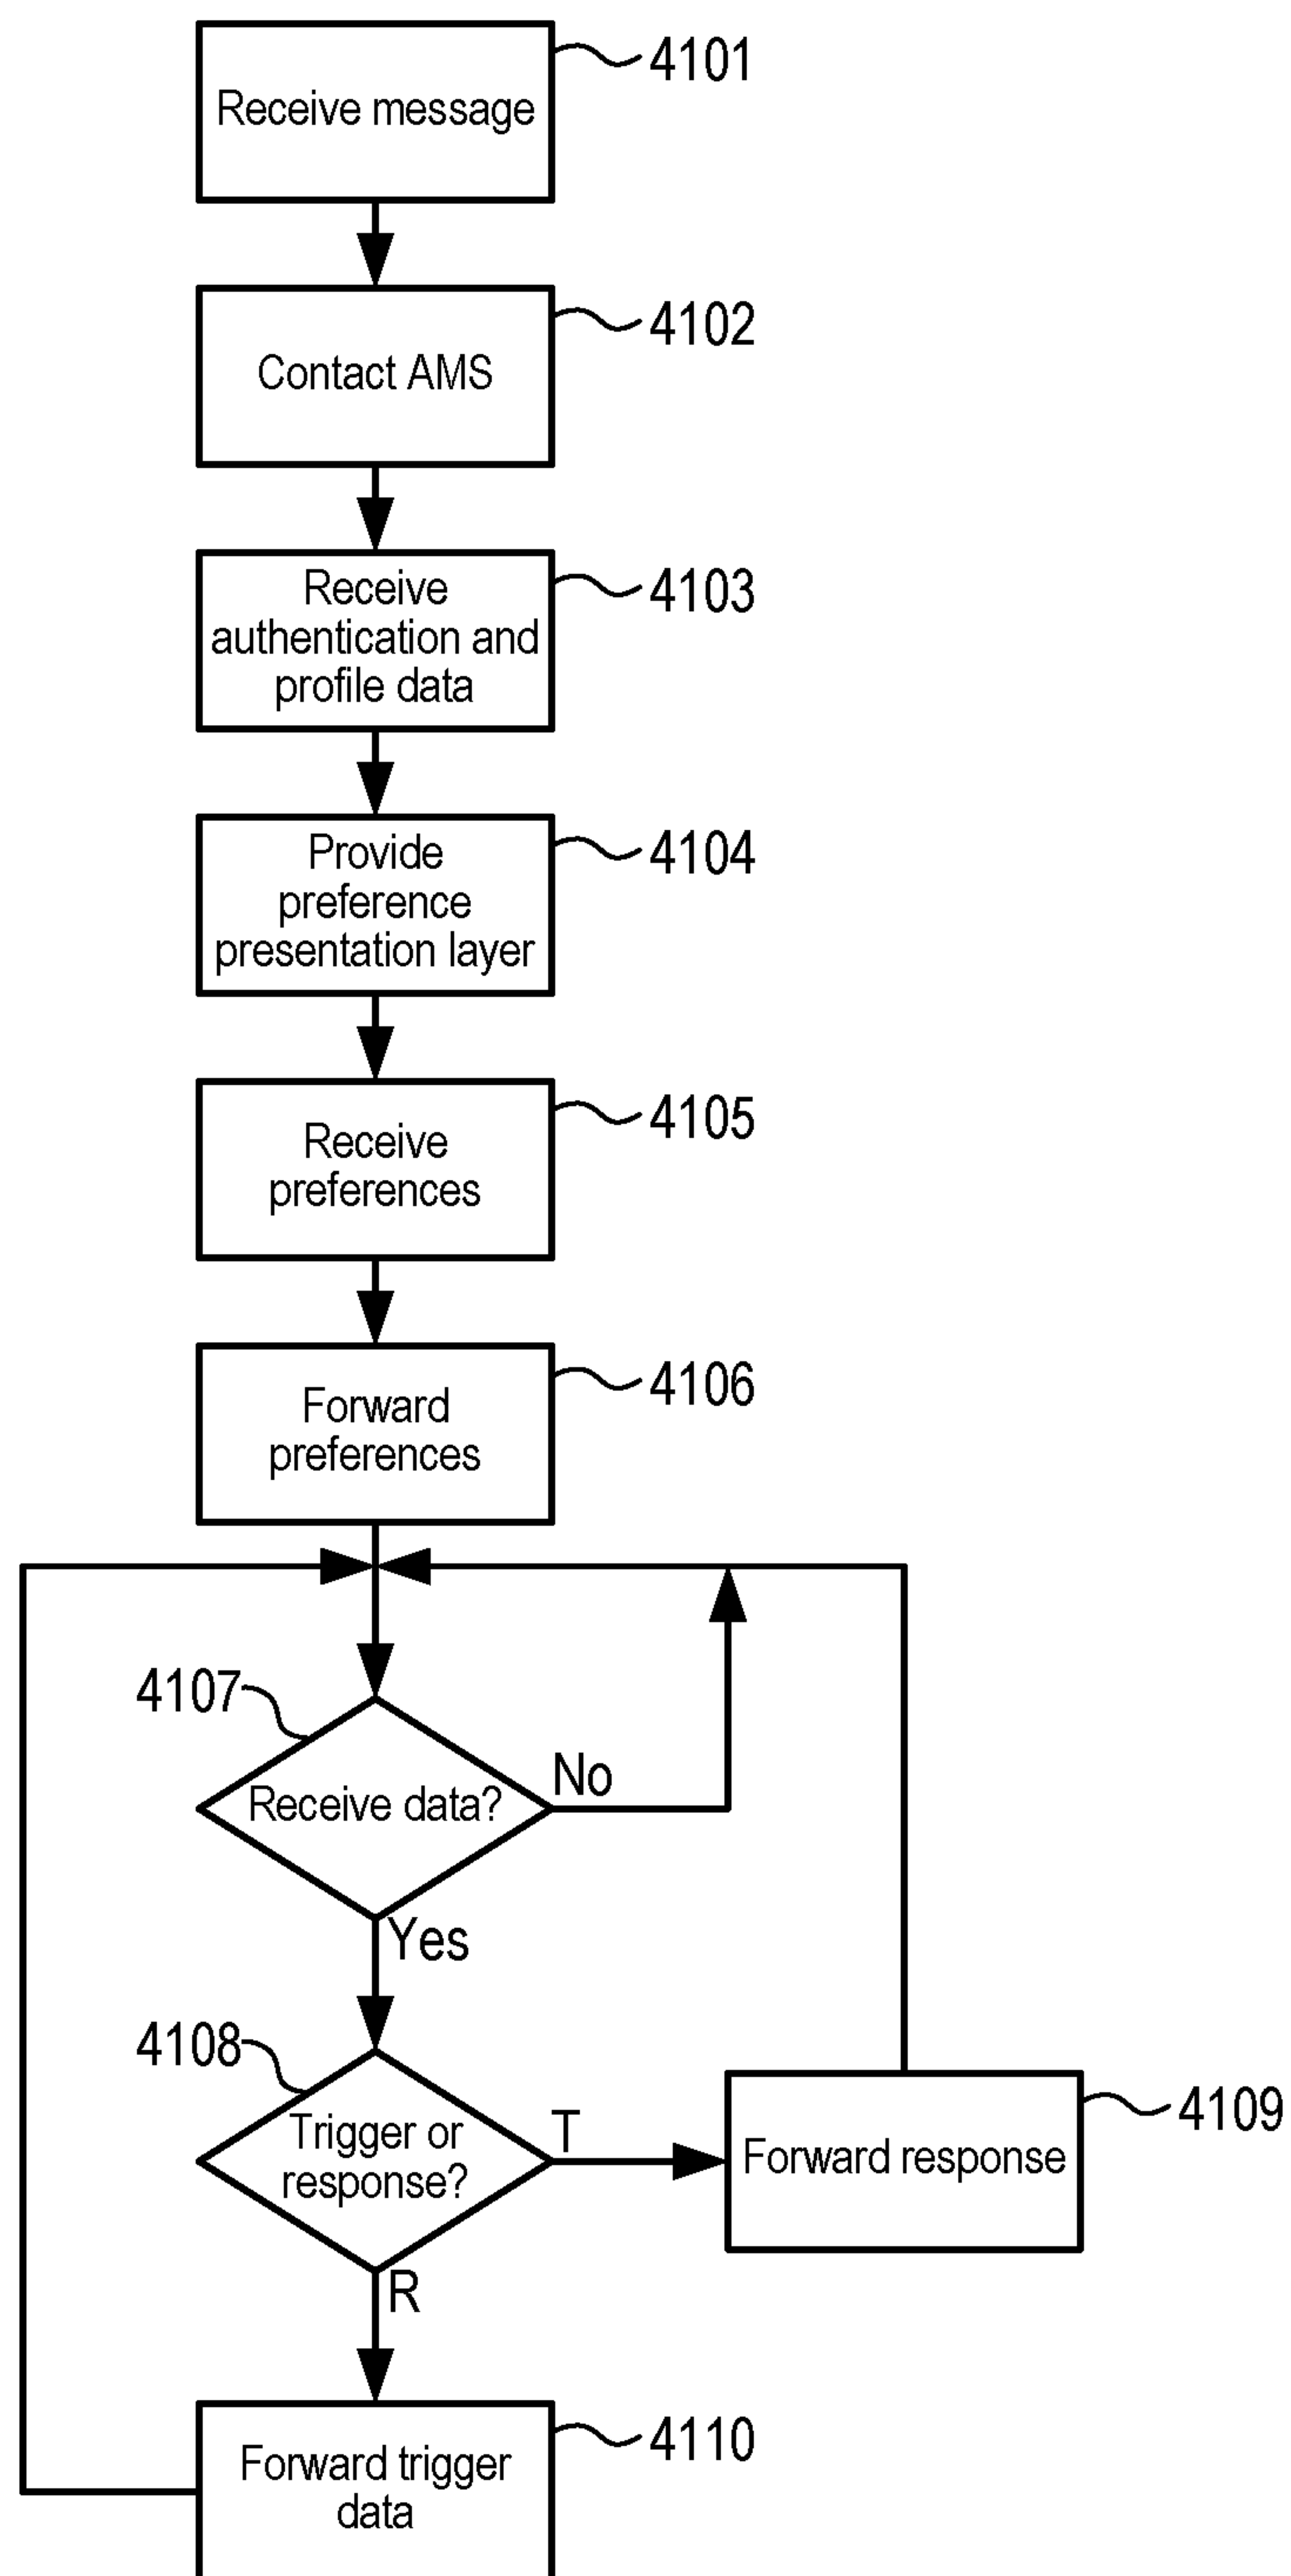 4101
Receive message
4102
Contact AMS
4103
Receive
authentication and
profile data
4104
Provide
preference
presentation layer
4105
Receive
preferences
4106
Forward
preferences
4107
Receive data?
No
Yes
4108
Trigger or
response?
T
4109
Forward response
R
4110
Forward trigger
data